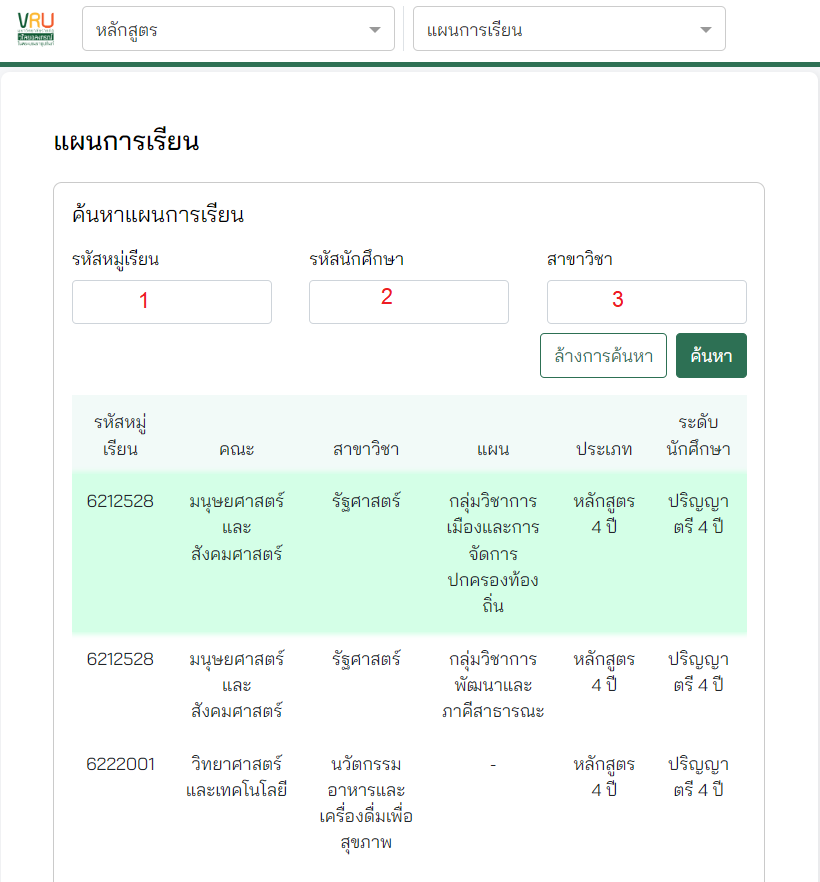 VRU
หลักสูตร
แผนการเรียน
แผนการเรียน
ค้นหาแผนการเรียน
รหัสหมู่เรียน รหัสนักศึกษา สาขาวิชา
1 2 3
ล้างการค้นหา ค้นหา
รหัสหมู่ ระดับ
เรียน คณะ สาขาวิชา แผน ประเภท นักศึกษา
6212528 มนุษยศาสตร์ รัฐศาสตร์ กลุ่มวิชาการ หลักสูตร ปริญญา
และ เมืองและการ 4 ปี ตรี 4 ปี
สังคมศาสตร์ จัดการ
ปกครองท้อง
ถิ่น
6212528 มนุษยศาสตร์ รัฐศาสตร์ กลุ่มวิชาการ หลักสูตร ปริญญา
และ พัฒนาและ 4 ปี ตรี 4 ปี
สังคมศาสตร์ ภาคีสาธารณะ
6222001 วิทยาศาสตร์ นวัตกรรม - หลักสูตร ปริญญา
และเทคโนโลยี อาหารและ 4 ปี ตรี 4 ปี
เครื่องดื่มเพื่อ
สุขภาพ